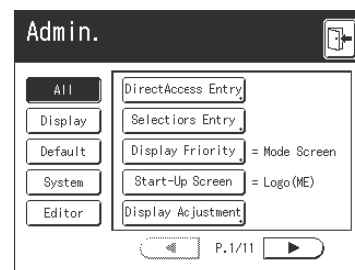 Admin.
All
Display
Default
System
Editor
DirectAccess Entry
Selectiors Entry
Display Friority = Mode Screen
Start-Up Screen = Logo(ME)
Display Acjustment
P.1/11